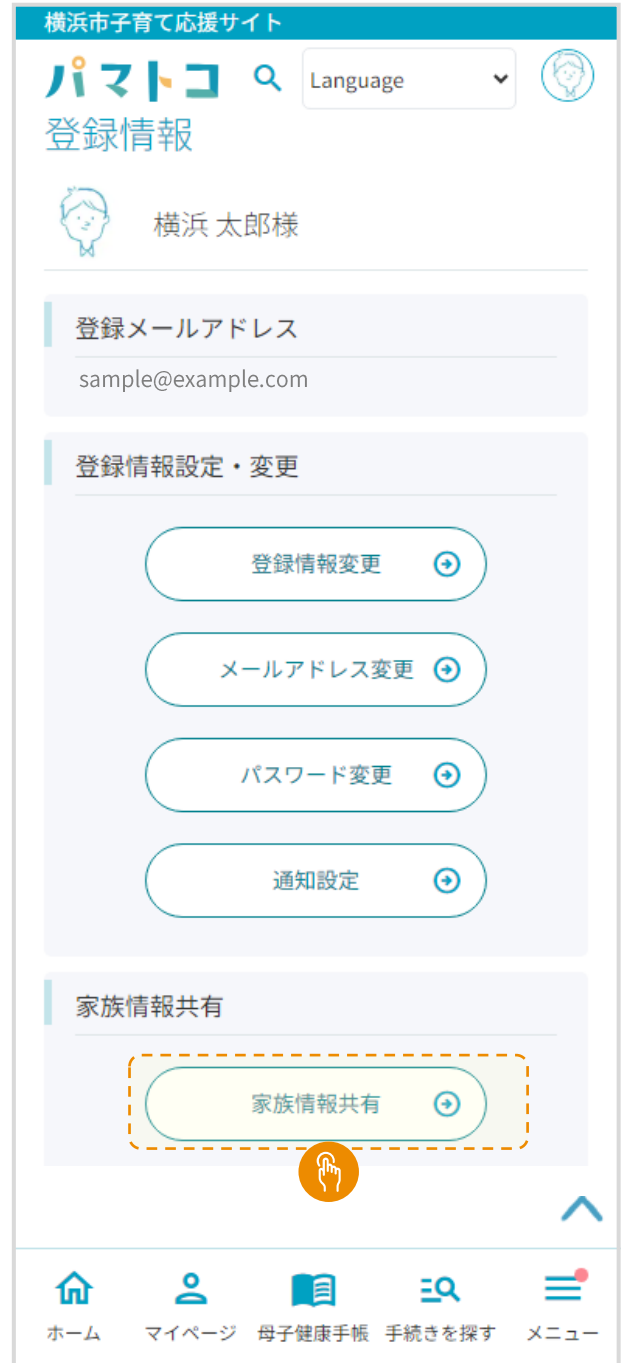 横浜市子育て応援サイト
パマトコ
Language
登録情報
横浜 太郎様
登録メールアドレス
sample@example.com
登録情報設定・変更
登録情報変更
メールアドレス変更
パスワード変更
通知設定
家族情報共有
家族情報共有
ホーム マイページ 母子健康手帳 手続きを探す メニュー